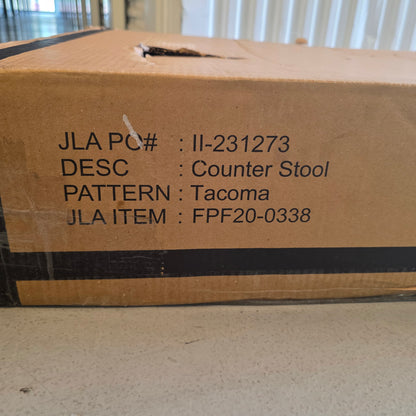 JLA PO# : II-231273
DESC : Counter Stool
PATTERN : Tacoma
JLA ITEM : FPF20-0338